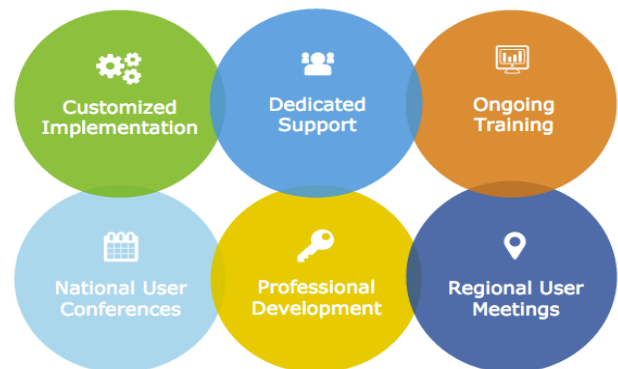 Customized
Implementation
Dedicated
Support
Ongoing
Training
National User
Conferences
Professional
Development
Regional User
Meetings